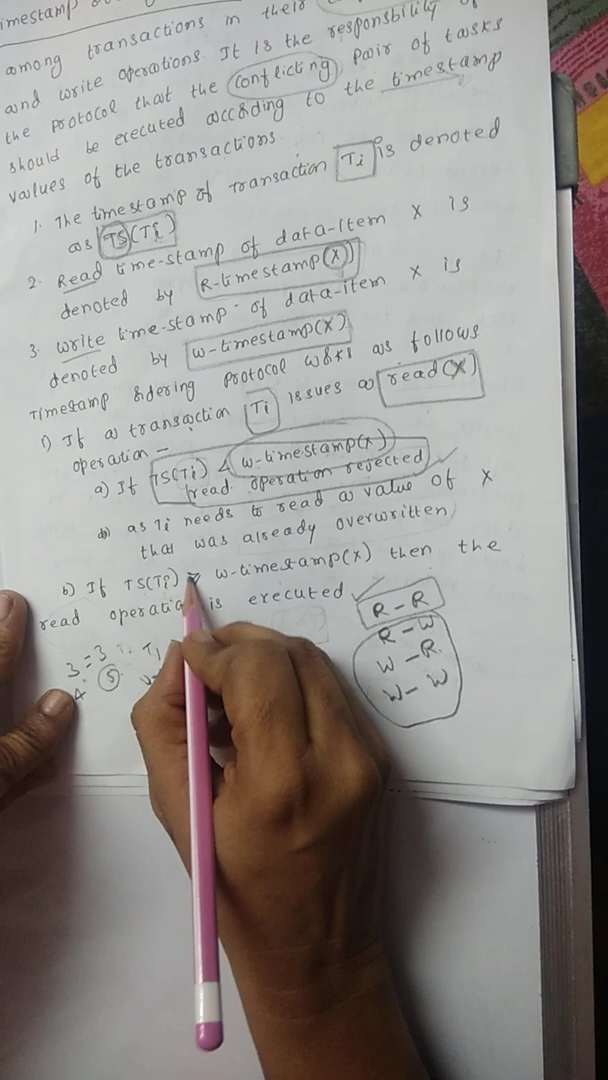 among transactions in their
and write operations. It is the responsbility
the protocol that the conflicting pair of tasks
should be executed according to the timestamp
values of the transactions.
1. The timestamp of transaction Ti is denoted
as TS(Ti)
2. Read time-stamp of data-item X is
denoted by R-timestamp(X)
3. write time-stamp of data-item X is
denoted by W-timestamp(X)
Timestamp ordering protocol works as follows
1) If a transaction Ti issues a read(X)
operation -
a) If TS(Ti) < W-timestamp(X)
read operation rejected
as Ti needs to read a value of X
that was already overwritten
b) If TS(Ti) ≥ W-timestamp(X) then the
read operation is executed
R-R
R-W
W-R
W-W
3=3 Ti T1
5